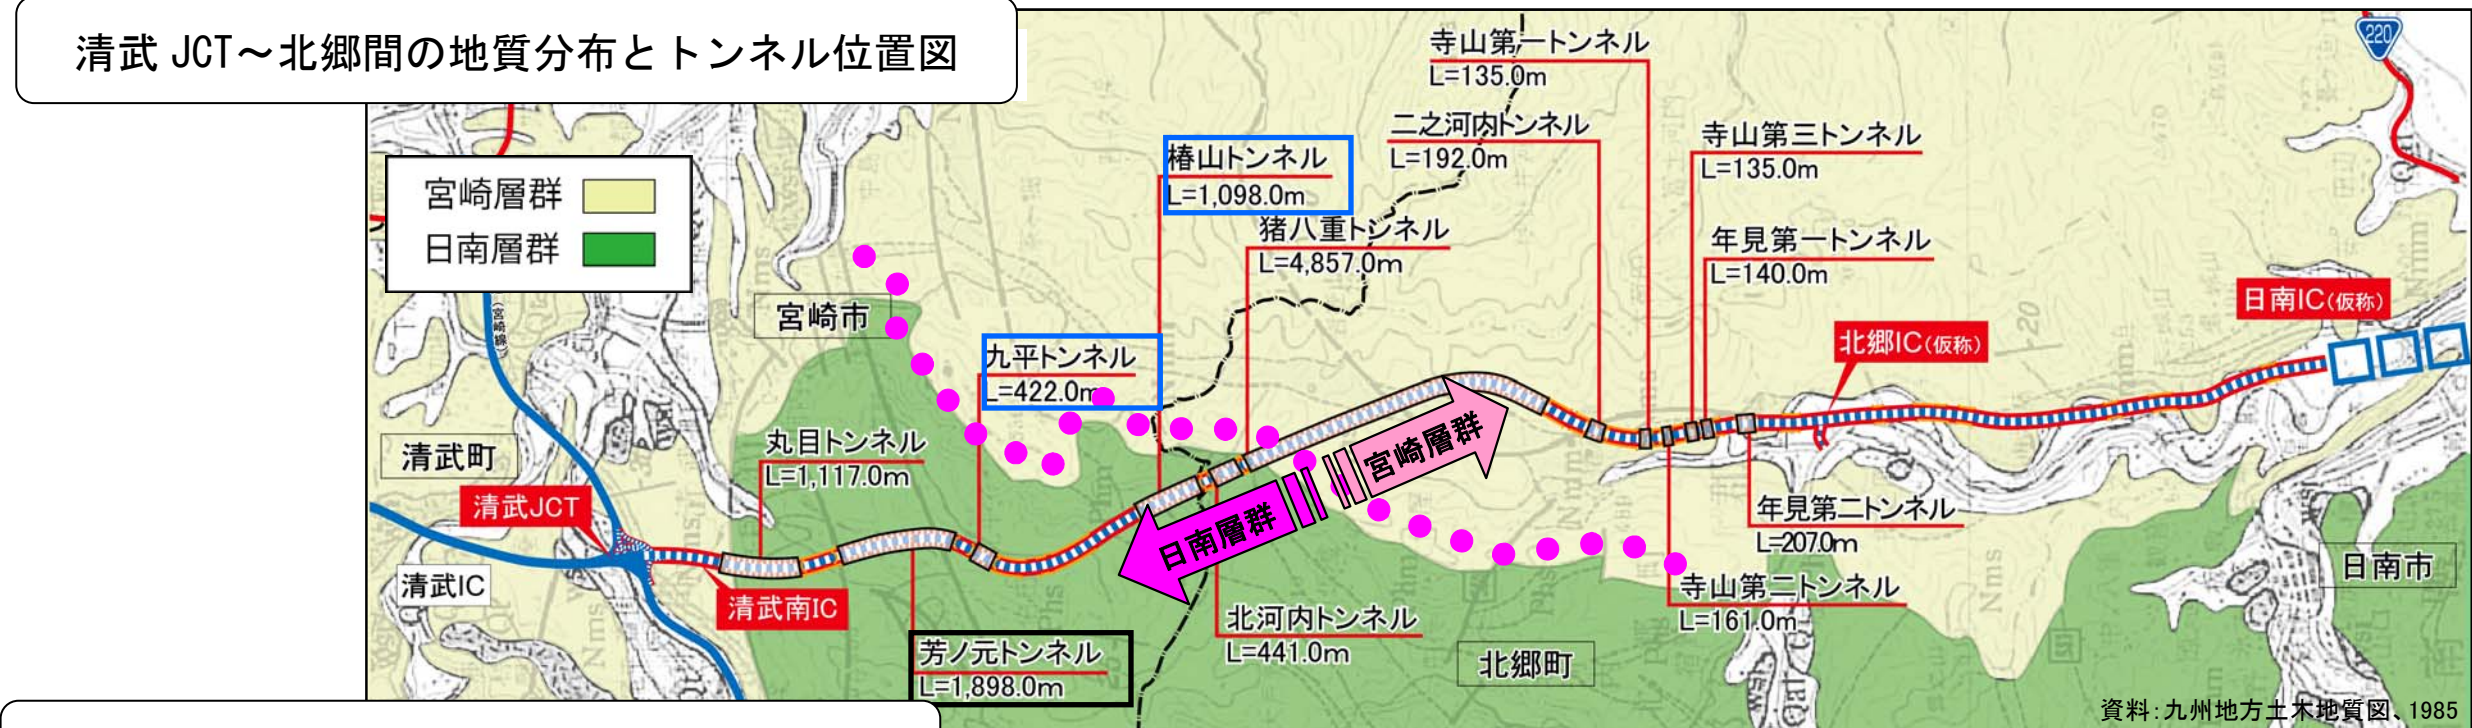 清武 JCT～北郷間の地質分布とトンネル位置図
220
寺山第一トンネル
L=135.0m
二之河内トンネル
L=192.0m
寺山第三トンネル
L=135.0m
椿山トンネル
L=1,098.0m
宮崎層群
日南層群
猪八重トンネル
L=4,857.0m
年見第一トンネル
L=140.0m
日南IC(仮称)
宮崎市
(宮崎線)
北郷IC(仮称)
九平トンネル
L=422.0m
清武町
丸目トンネル
L=1,117.0m
宮崎層群
日南層群
清武JCT
年見第二トンネル
L=207.0m
清武IC
清武南IC
日南市
寺山第二トンネル
L=161.0m
北河内トンネル
L=441.0m
芳ノ元トンネル
L=1,898.0m
北郷町
Nms
Nms
Nms
Phs
20
資料:九州地方土木地質図、1985